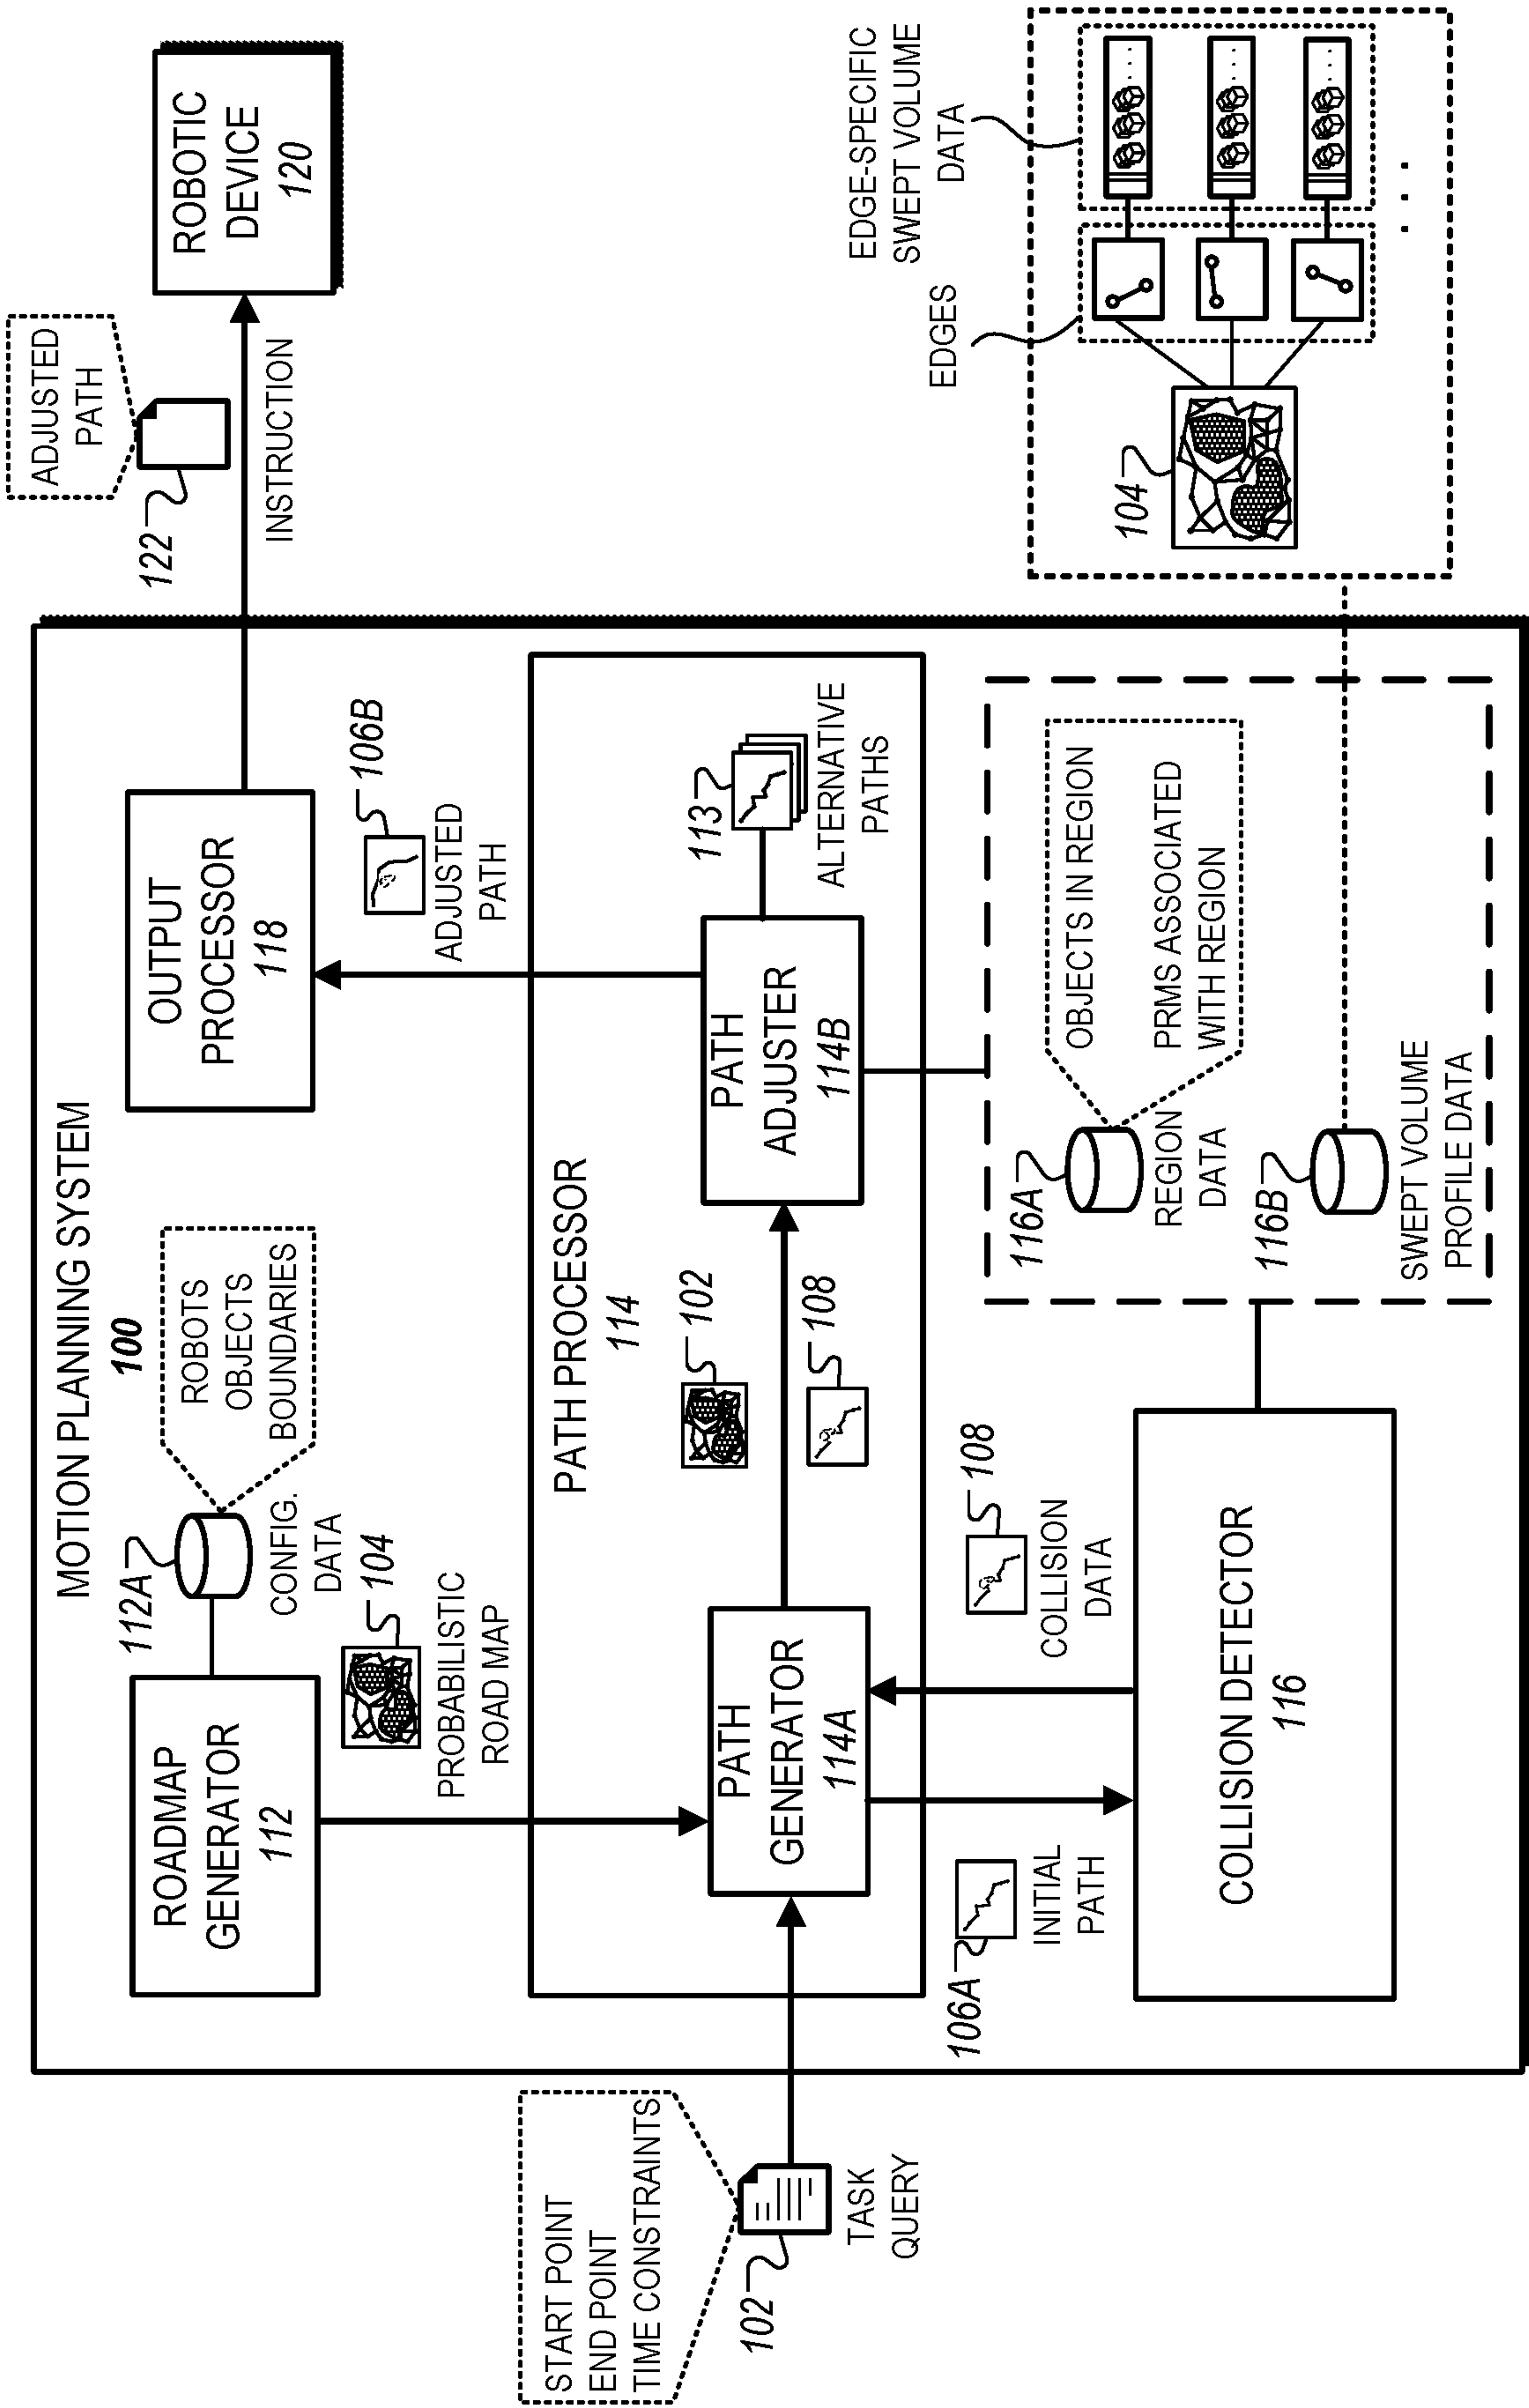 MOTION PLANNING SYSTEM
100
START POINT
END POINT
TIME CONSTRAINTS
102
TASK
QUERY
ROADMAP
GENERATOR
112
112A
CONFIG.
DATA
ROBOTS
OBJECTS
BOUNDARIES
104
PROBABILISTIC
ROAD MAP
OUTPUT
PROCESSOR
118
106B
ADJUSTED
PATH
PATH PROCESSOR
114
PATH
GENERATOR
114A
102
108
PATH
ADJUSTER
114B
113
ALTERNATIVE
PATHS
106A
INITIAL
PATH
108
COLLISION
DATA
COLLISION DETECTOR
116
116A
REGION
DATA
OBJECTS IN REGION
PRMS ASSOCIATED
WITH REGION
116B
SWEPT VOLUME
PROFILE DATA
ADJUSTED
PATH
122
INSTRUCTION
ROBOTIC
DEVICE
120
EDGES
EDGE-SPECIFIC
SWEPT VOLUME
DATA
104